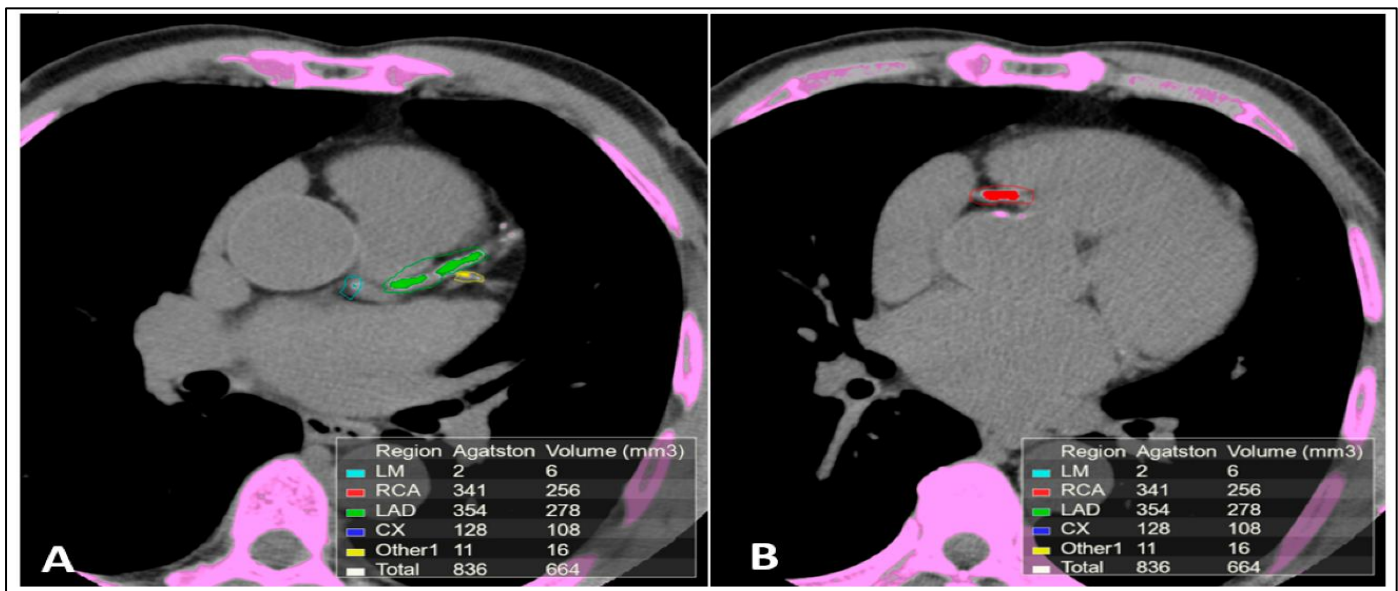 Region Agatston Volume (mm3)
LM 2 6
RCA 341 256
LAD 354 278
CX 128 108
Other1 11 16
Total 836 664
A
Region Agatston Volume (mm3)
LM 2 6
RCA 341 256
LAD 354 278
CX 128 108
Other1 11 16
Total 836 664
B